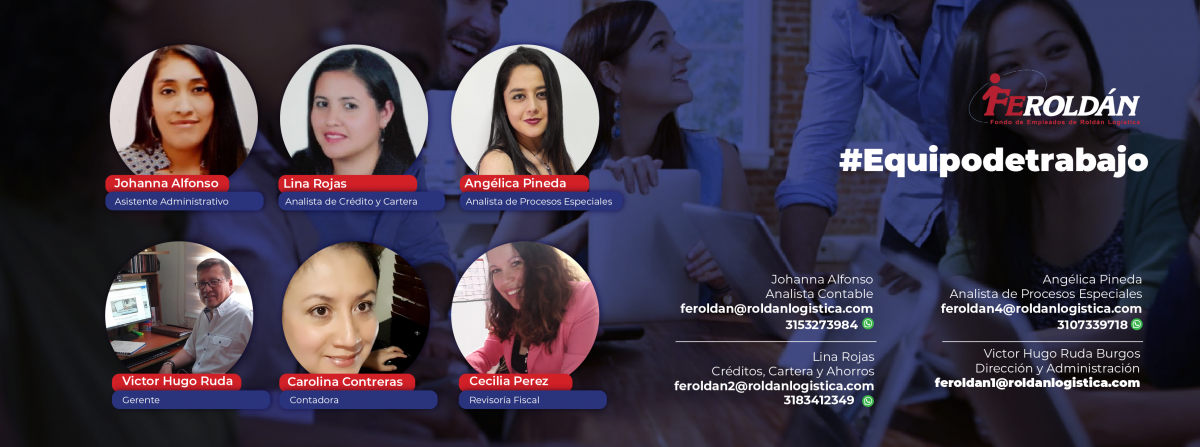 Johanna Alfonso
Asistente Administrativo
Lina Rojas
Analista de Crédito y Cartera
Angélica Pineda
Analista de Procesos Especiales
Victor Hugo Ruda
Gerente
Carolina Contreras
Contadora
Cecilia Perez
Revisoría Fiscal
FEROLDÁN
Fondo de Empleados de Roldán Logística
#Equipodetrabajo
Johanna Alfonso
Analista Contable
feroldan@roldanlogistica.com
3153273984
Lina Rojas
Créditos, Cartera y Ahorros
feroldan2@roldanlogistica.com
3183412349
Angélica Pineda
Analista de Procesos Especiales
feroldan4@roldanlogistica.com
3107339718
Victor Hugo Ruda Burgos
Dirección y Administración
feroldan1@roldanlogistica.com